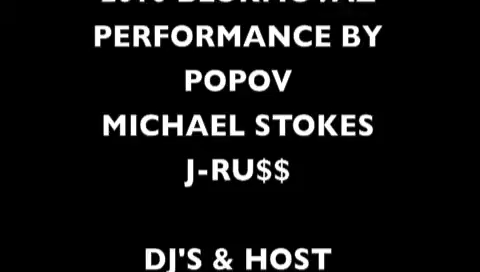 PERFORMANCE BY
POPOV
MICHAEL STOKES
J-RU$$
DJ'S & HOST